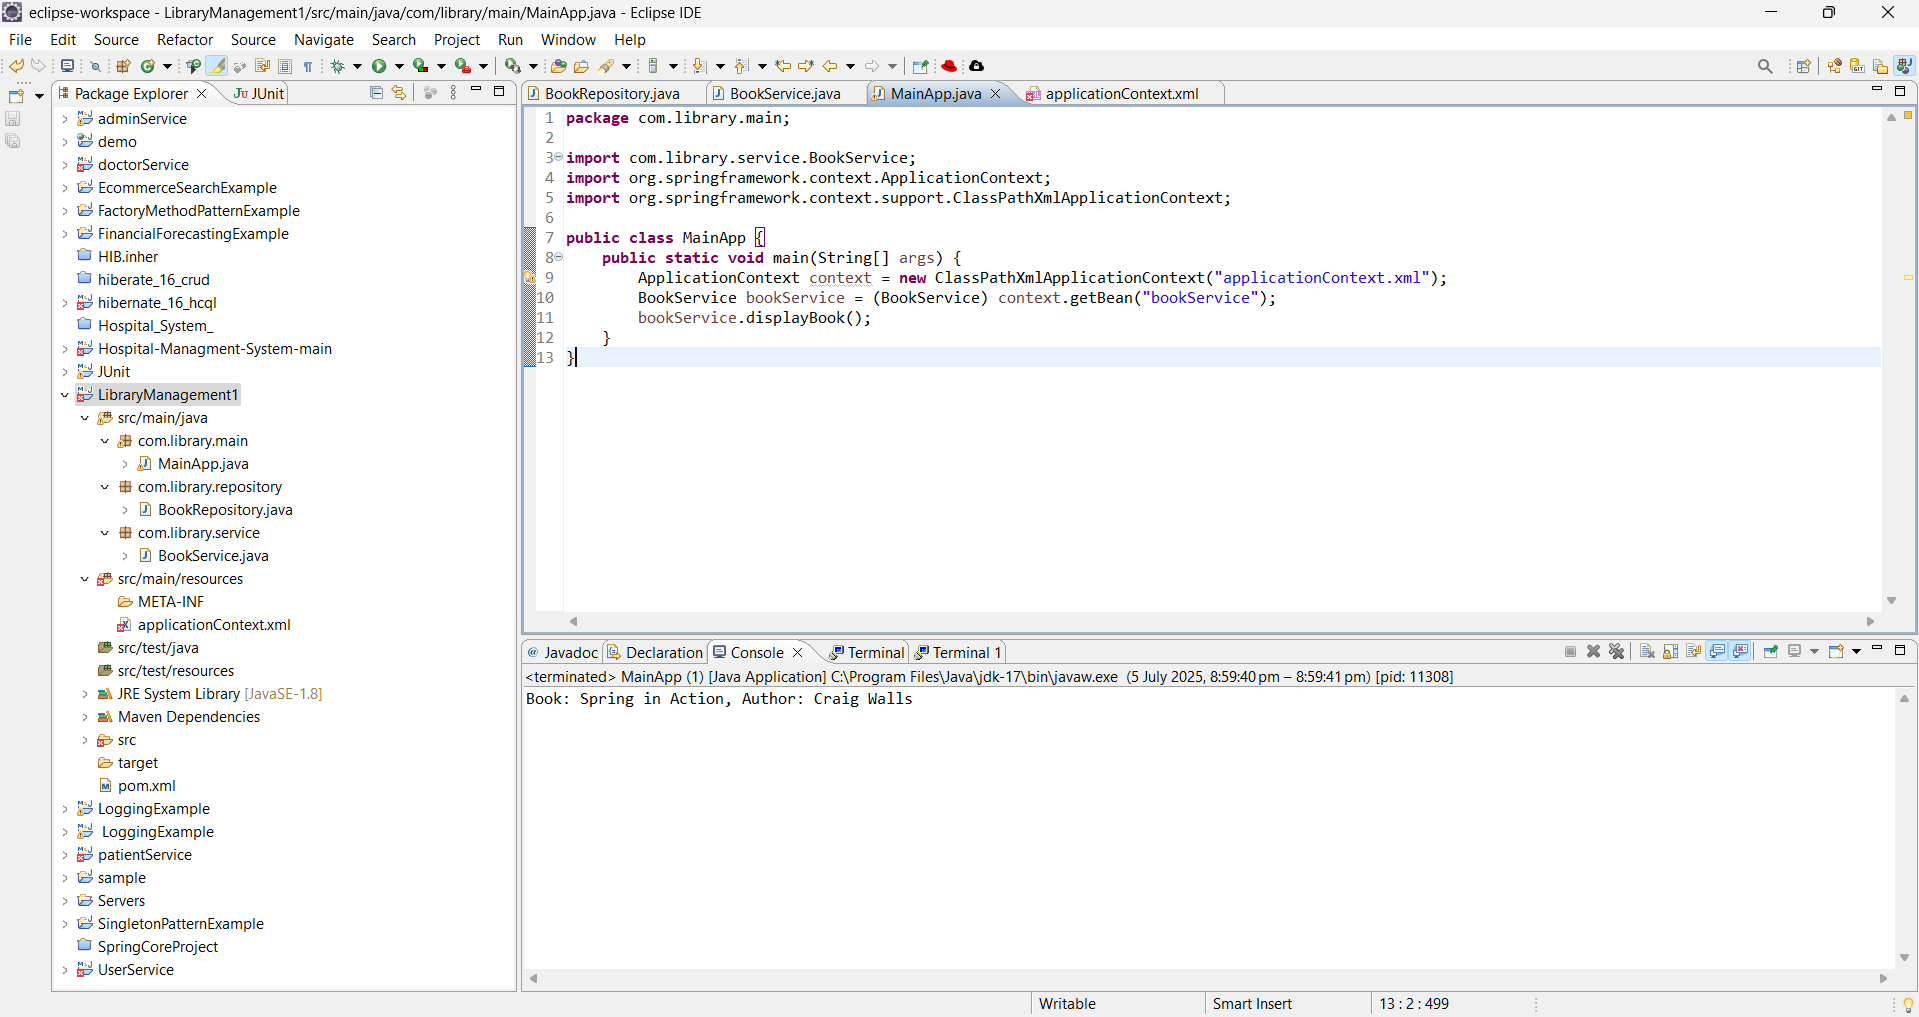 eclipse-workspace - LibraryManagement1/src/main/java/com/library/main/MainApp.java - Eclipse IDE
File Edit Source Refactor Source Navigate Search Project Run Window Help
Package Explorer JUnit
adminService
demo
doctorService
EcommerceSearchExample
FactoryMethodPatternExample
FinancialForecastingExample
HIB.inher
hiberate_16_crud
hibernate_16_hcql
Hospital_System_
Hospital-Managment-System-main
JUnit
LibraryManagement1
src/main/java
com.library.main
MainApp.java
com.library.repository
BookRepository.java
com.library.service
BookService.java
src/main/resources
META-INF
applicationContext.xml
src/test/java
src/test/resources
JRE System Library [JavaSE-1.8]
Maven Dependencies
src
target
pom.xml
LoggingExample
LoggingExample
patientService
sample
Servers
SingletonPatternExample
SpringCoreProject
UserService
BookRepository.java BookService.java MainApp.java applicationContext.xml
1 package com.library.main;
2
3 import com.library.service.BookService;
4 import org.springframework.context.ApplicationContext;
5 import org.springframework.context.support.ClassPathXmlApplicationContext;
6
7 public class MainApp {
8 public static void main(String[] args) {
9 ApplicationContext context = new ClassPathXmlApplicationContext("applicationContext.xml");
10 BookService bookService = (BookService) context.getBean("bookService");
11 bookService.displayBook();
12 }
13 }
@ Javadoc Declaration Console Terminal Terminal 1
<terminated> MainApp (1) [Java Application] C:\Program Files\Java\jdk-17\bin\javaw.exe (5 July 2025, 8:59:40 pm – 8:59:41 pm) [pid: 11308]
Book: Spring in Action, Author: Craig Walls
Writable Smart Insert 13 : 2 : 499